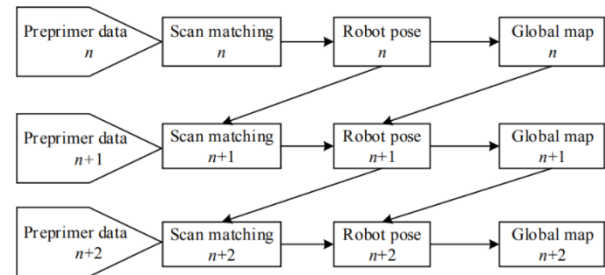 Preprimer data
n
Scan matching
n
Robot pose
n
Global map
n
Preprimer data
n+1
Scan matching
n+1
Robot pose
n+1
Global map
n+1
Preprimer data
n+2
Scan matching
n+2
Robot pose
n+2
Global map
n+2